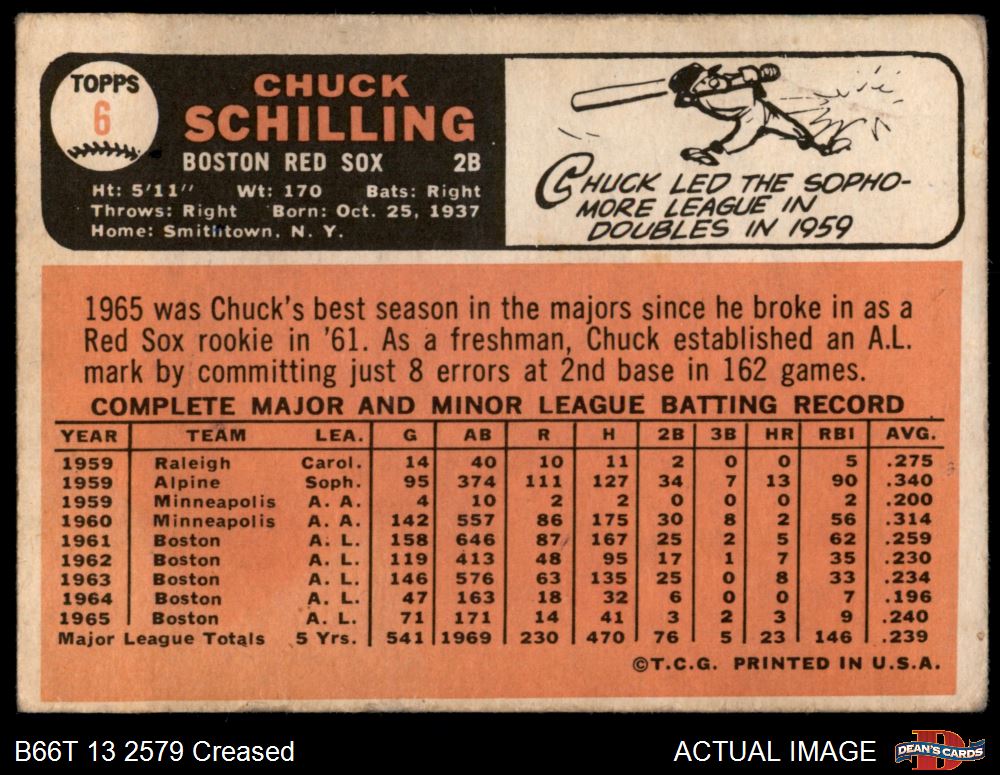 TOPPS
6
CHUCK
SCHILLING
BOSTON RED SOX 2B
Ht: 5'11" Wt: 170 Bats: Right
Throws: Right Born: Oct. 25, 1937
Home: Smithtown, N. Y.
CHUCK LED THE SOPHO-
MORE LEAGUE IN
DOUBLES IN 1959
1965 was Chuck's best season in the majors since he broke in as a
Red Sox rookie in '61. As a freshman, Chuck established an A.L.
mark by committing just 8 errors at 2nd base in 162 games.
COMPLETE MAJOR AND MINOR LEAGUE BATTING RECORD
YEAR TEAM LEA. G AB R H 2B 3B HR RBI AVG.
1959 Raleigh Carol. 14 40 10 11 2 0 0 5 .275
1959 Alpine Soph. 95 374 111 127 34 7 13 90 .340
1959 Minneapolis A. A. 4 10 2 2 0 0 0 2 .200
1960 Minneapolis A. A. 142 557 86 175 30 8 2 56 .314
1961 Boston A. L. 158 646 87 167 25 2 5 62 .259
1962 Boston A. L. 119 413 48 95 17 1 7 35 .230
1963 Boston A. L. 146 576 63 135 25 0 8 33 .234
1964 Boston A. L. 47 163 18 32 6 0 0 7 .196
1965 Boston A. L. 71 171 14 41 3 2 3 9 .240
Major League Totals 5 Yrs. 541 1969 230 470 76 5 23 146 .239
©T.C.G. PRINTED IN U.S.A.
B66T 13 2579 Creased ACTUAL IMAGE
D
DEAN'S CARDS